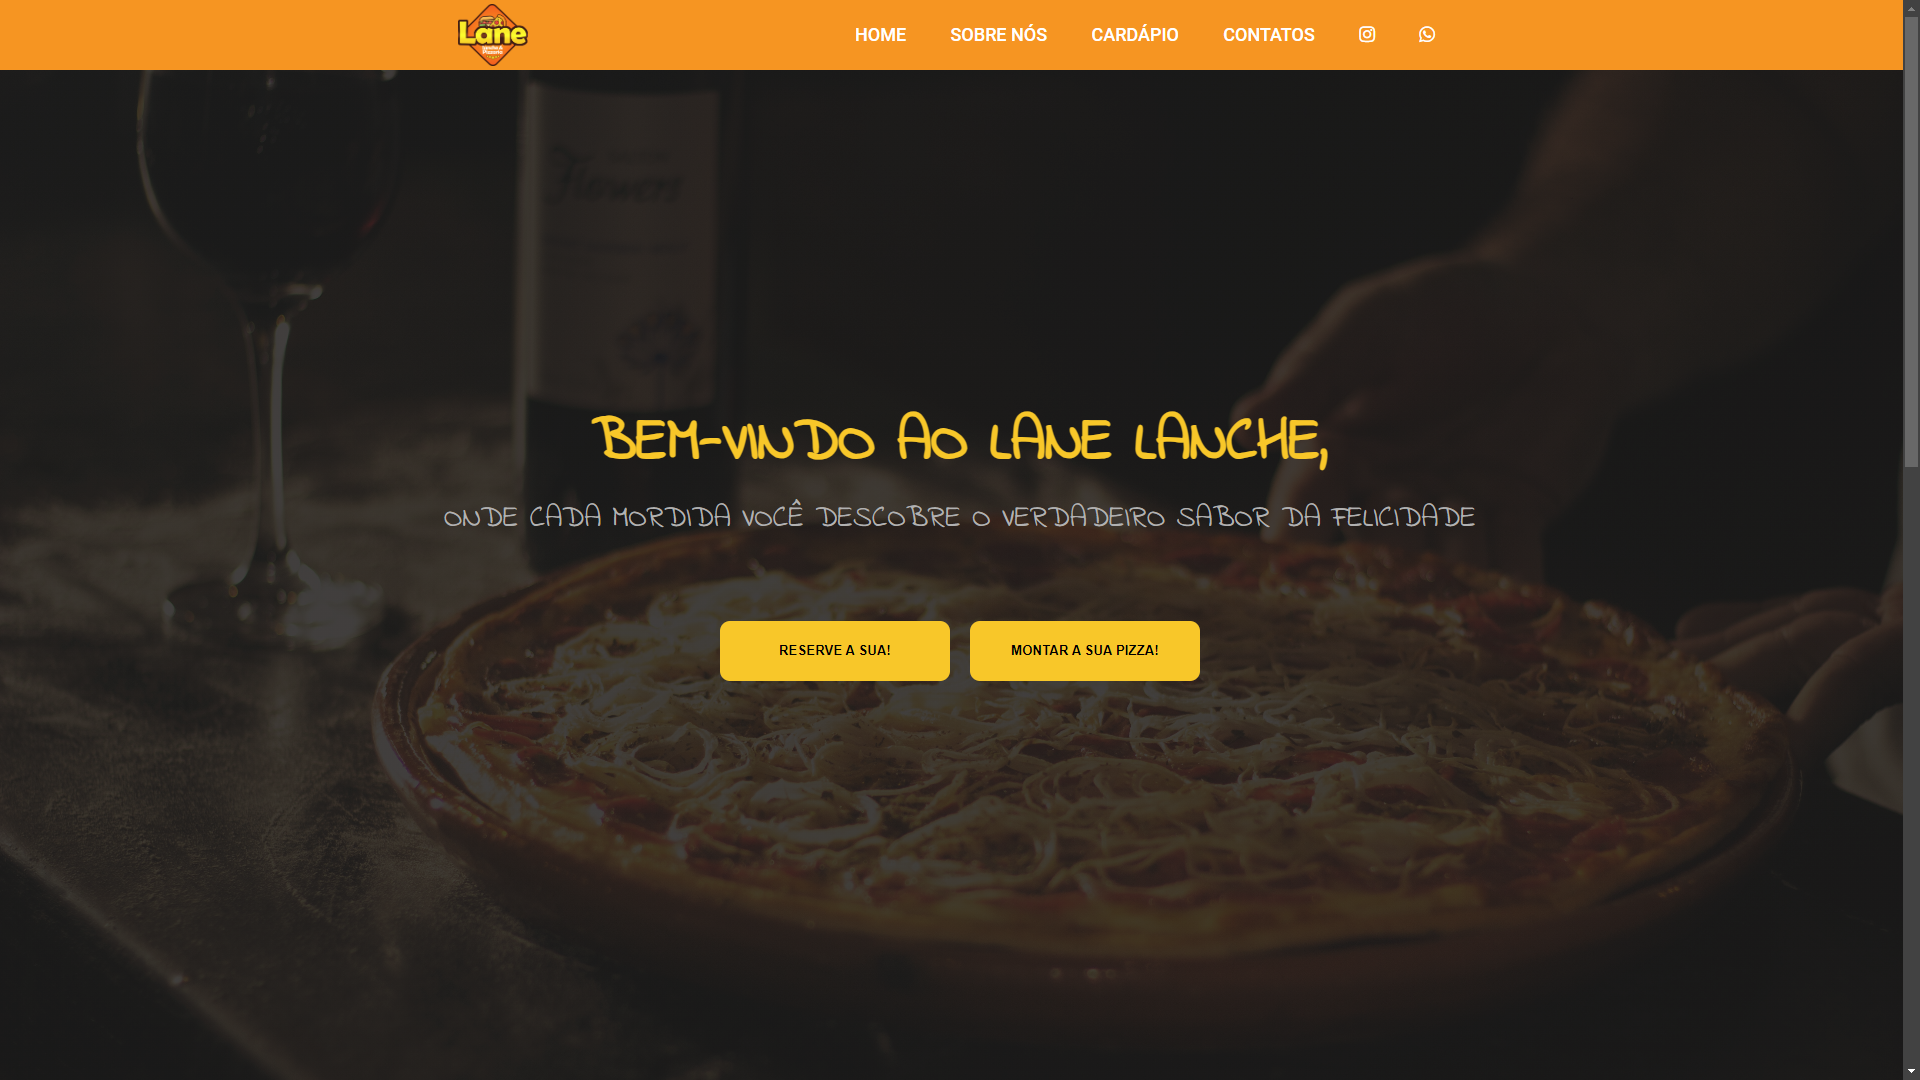 Lane
HOME SOBRE NÓS CARDÁPIO CONTATOS
Flowers
BEM-VINDO AO LANE LANCHE,
ONDE CADA MORDIDA VOCÊ DESCOBRE O VERDADEIRO SABOR DA FELICIDADE
RESERVE A SUA! MONTAR A SUA PIZZA!